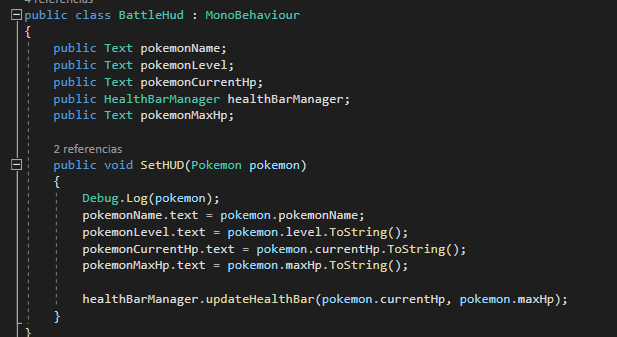 4 referencias
public class BattleHud : MonoBehaviour
{
public Text pokemonName;
public Text pokemonLevel;
public Text pokemonCurrentHp;
public HealthBarManager healthBarManager;
public Text pokemonMaxHp;
2 referencias
public void SetHUD(Pokemon pokemon)
{
Debug.Log(pokemon);
pokemonName.text = pokemon.pokemonName;
pokemonLevel.text = pokemon.level.ToString();
pokemonCurrentHp.text = pokemon.currentHp.ToString();
pokemonMaxHp.text = pokemon.maxHp.ToString();
healthBarManager.updateHealthBar(pokemon.currentHp, pokemon.maxHp);
}
}